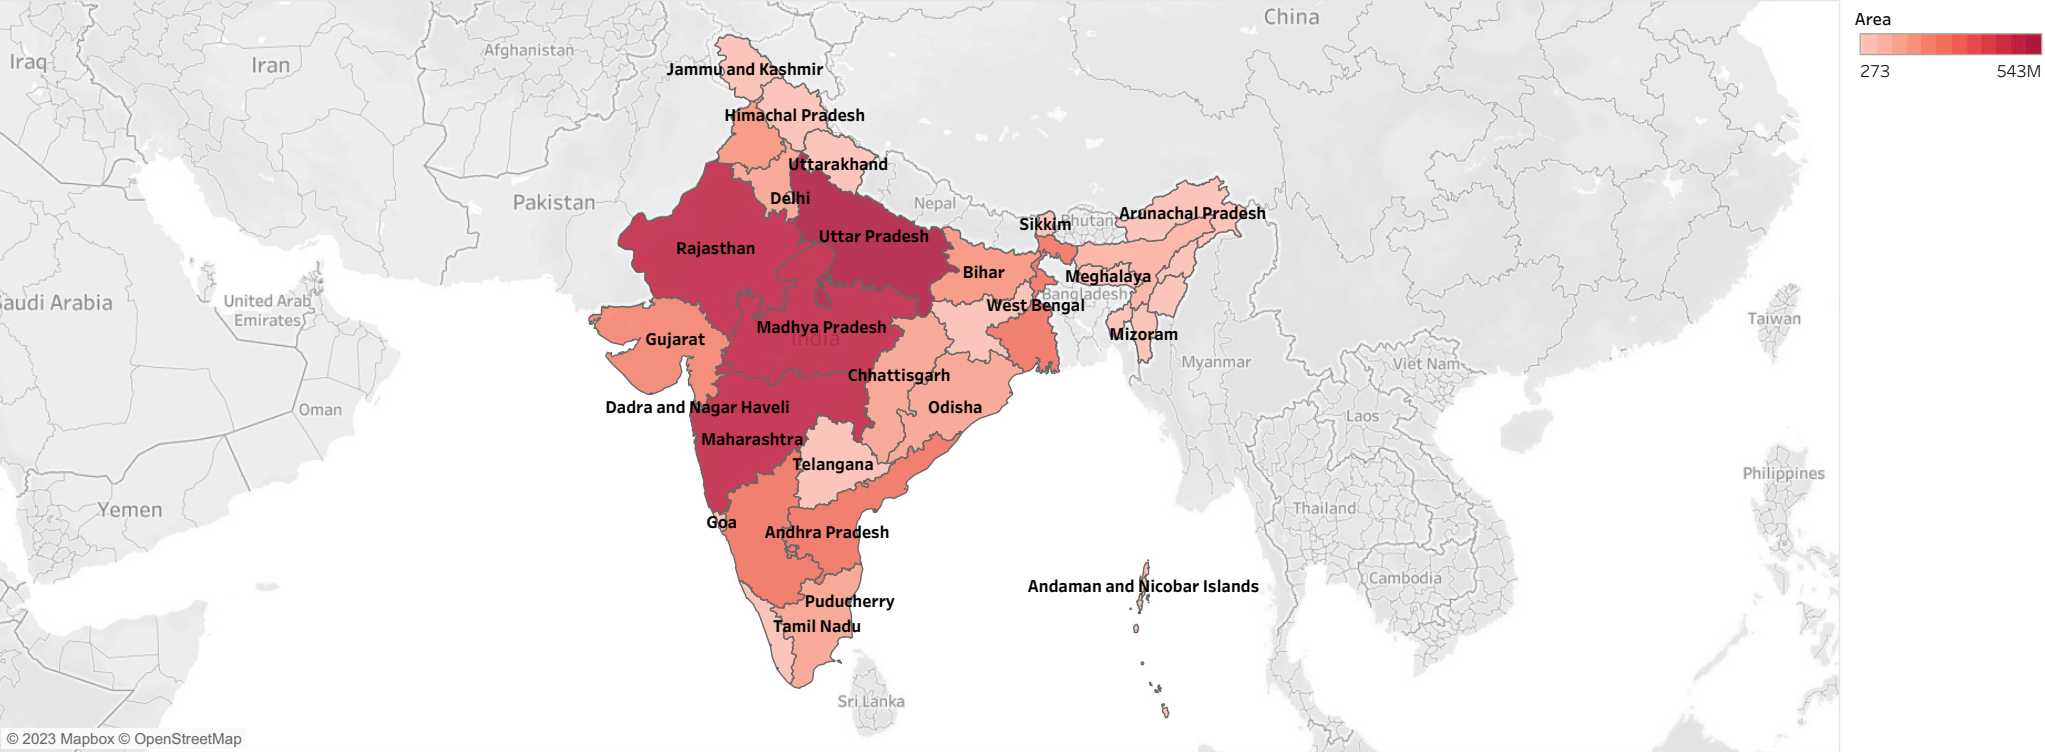 China
Area
273 543M
Iraq
Iran
Afghanistan
Jammu and Kashmir
Himachal Pradesh
Uttarakhand
Pakistan
Delhi
Nepal
Sikkim
Bhutan
Arunachal Pradesh
Rajasthan
Uttar Pradesh
Bihar
Meghalaya
Saudi Arabia
United Arab
Emirates
Bangladesh
West Bengal
Taiwan
Gujarat
Madhya Pradesh
India
Mizoram
Myanmar
Viet Nam
Chhattisgarh
Oman
Dadra and Nagar Haveli
Odisha
Laos
Maharashtra
Telangana
Philippines
Yemen
Goa
Andhra Pradesh
Thailand
Andaman and Nicobar Islands
Cambodia
Puducherry
Tamil Nadu
Sri Lanka
© 2023 Mapbox © OpenStreetMap